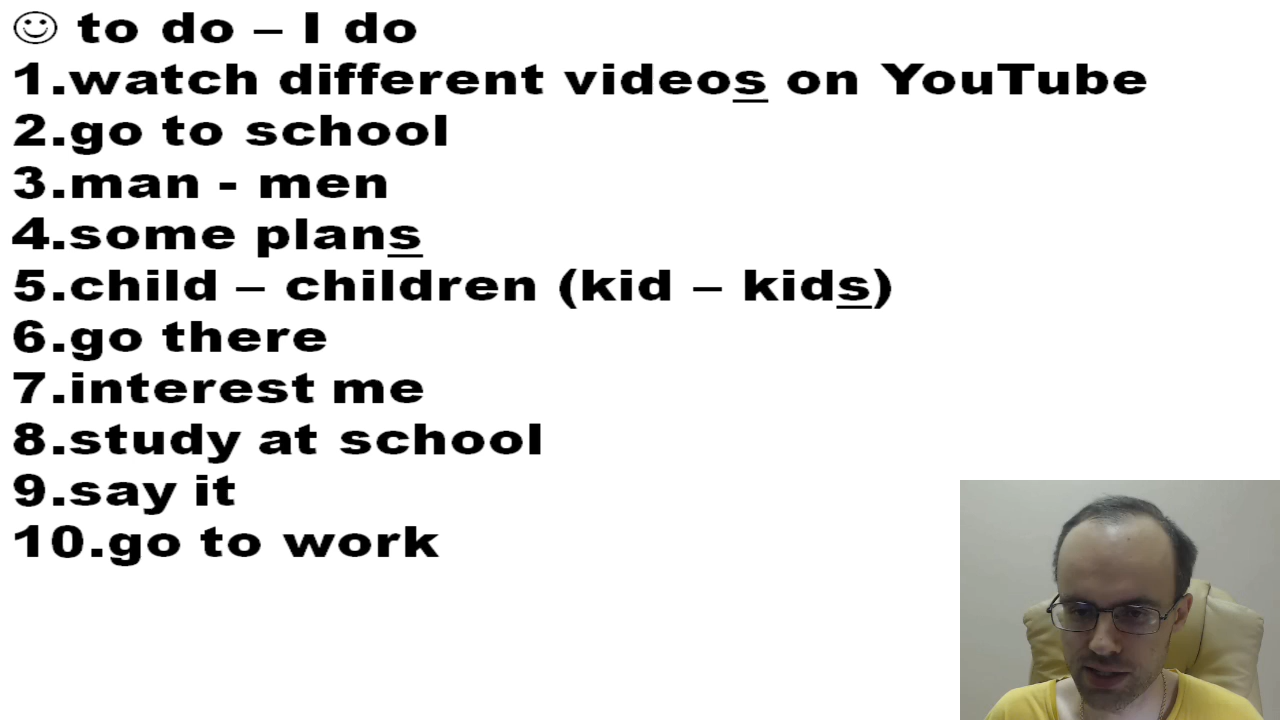 ☺ to do – I do
1.watch different videos on YouTube
2.go to school
3.man - men
4.some plans
5.child – children (kid – kids)
6.go there
7.interest me
8.study at school
9.say it
10.go to work